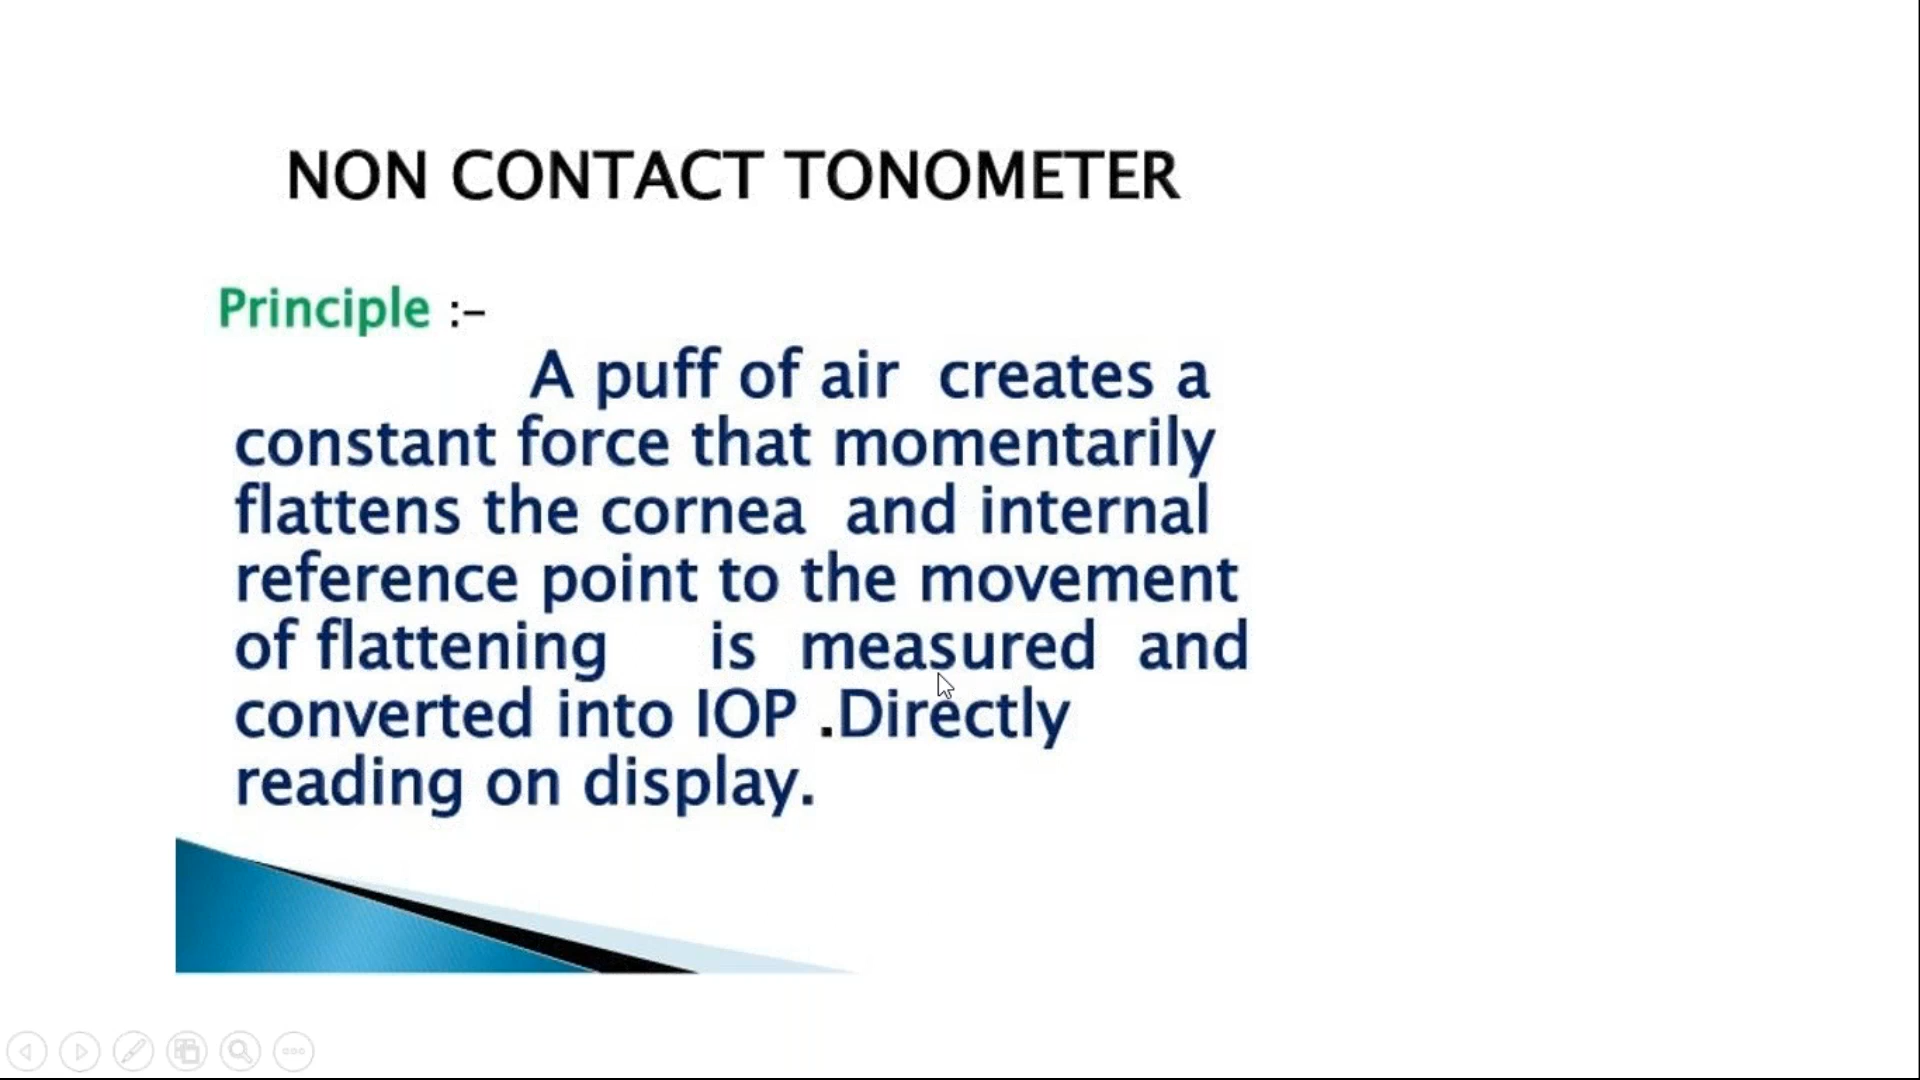 NON CONTACT TONOMETER
Principle :-
A puff of air creates a
constant force that momentarily
flattens the cornea and internal
reference point to the movement
of flattening is measured and
converted into IOP .Directly
reading on display.